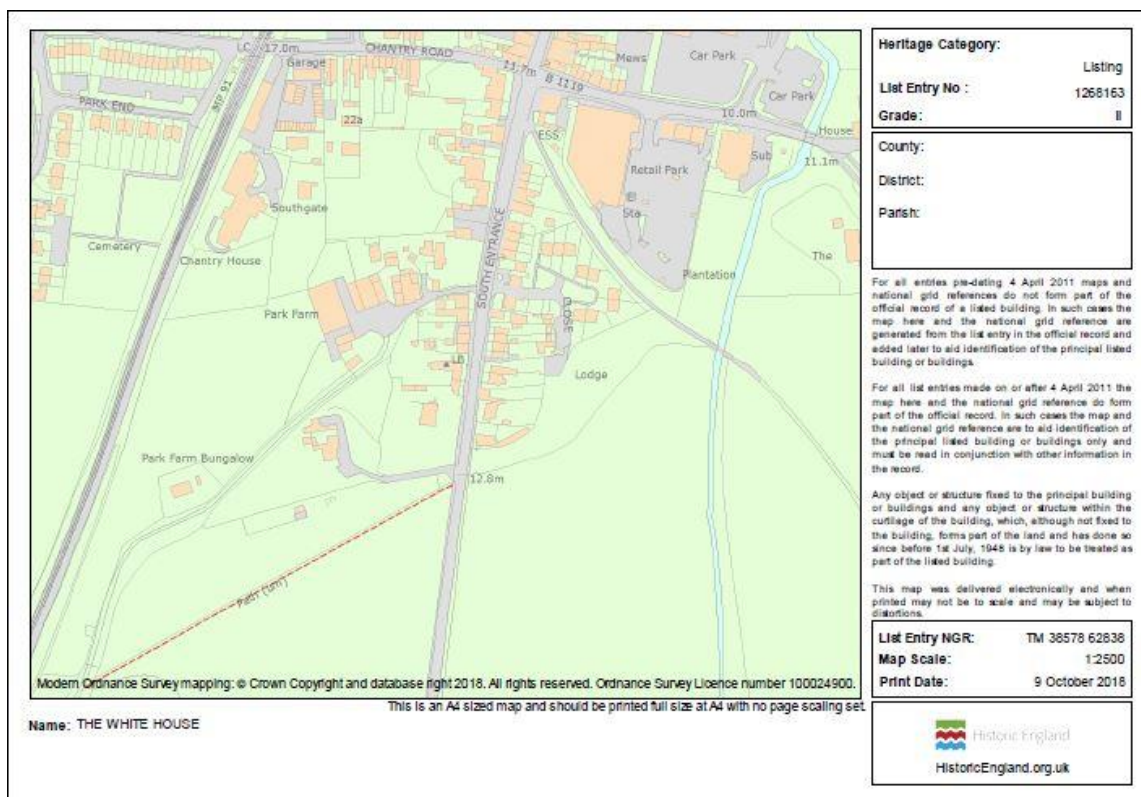 LC
17.0m
CHANTRY ROAD
Garage
MP 91
PARK END
22a
11.7m
B 1119
Mews
Car Park
Car Park
10.0m
House
ESS
Sub
11.1m
Retail Park
El
Sta
Southgate
Cemetery
Chantry House
SOUTH ENTRANCE
The
Plantation
Park Farm
CLOSE
LB
Lodge
Park Farm Bungalow
12.8m
Path (um)
Modern Ordnance Survey mapping: © Crown Copyright and database right 2018. All rights reserved. Ordnance Survey Licence number 100024900.
This is an A4 sized map and should be printed full size at A4 with no page scaling set.
Name: THE WHITE HOUSE
Heritage Category:
Listing
List Entry No : 1268163
Grade: II
County:
District:
Parish:
For all entries pre-dating 4 April 2011 maps and
national grid references do not form part of the
official record of a listed building. In such cases the
map here and the national grid reference are
generated from the list entry in the official record and
added later to aid identification of the principal listed
building or buildings.
For all list entries made on or after 4 April 2011 the
map here and the national grid reference do form
part of the official record. In such cases the map and
the national grid reference are to aid identification of
the principal listed building or buildings only and
must be read in conjunction with other information in
the record.
Any object or structure fixed to the principal building
or buildings and any object or structure within the
curtilage of the building, which, although not fixed to
the building, forms part of the land and has done so
since before 1st July, 1948 is by law to be treated as
part of the listed building.
This map was delivered electronically and when
printed may not be to scale and may be subject to
distortions.
List Entry NGR: TM 38578 62838
Map Scale: 1:2500
Print Date: 9 October 2018
Historic England
HistoricEngland.org.uk